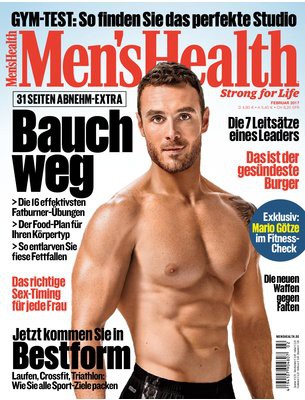 GYM-TEST: So finden Sie das perfekte Studio
Men'sHealth
Men'sHealth
Strong for Life
FEBRUAR 2017
31 SEITEN ABNEHM-EXTRA
Bauch
weg
> Die 16 effektivsten
Fatburner-Übungen
> Der Food-Plan für
Ihren Körpertyp
> So entlarven Sie
fiese Fettfallen
Das richtige
Sex-Timing
für jede Frau
Jetzt kommen Sie in
Bestform
Laufen, Crossfit, Triathlon:
Wie Sie alle Sport-Ziele packen
Die 7 Leitsätze
eines Leaders
Das ist der
gesündeste
Burger
Exklusiv:
Mario Götze
im Fitness-
Check
Die neuen
Waffen
gegen
Falten
MENSHEALTH.DE